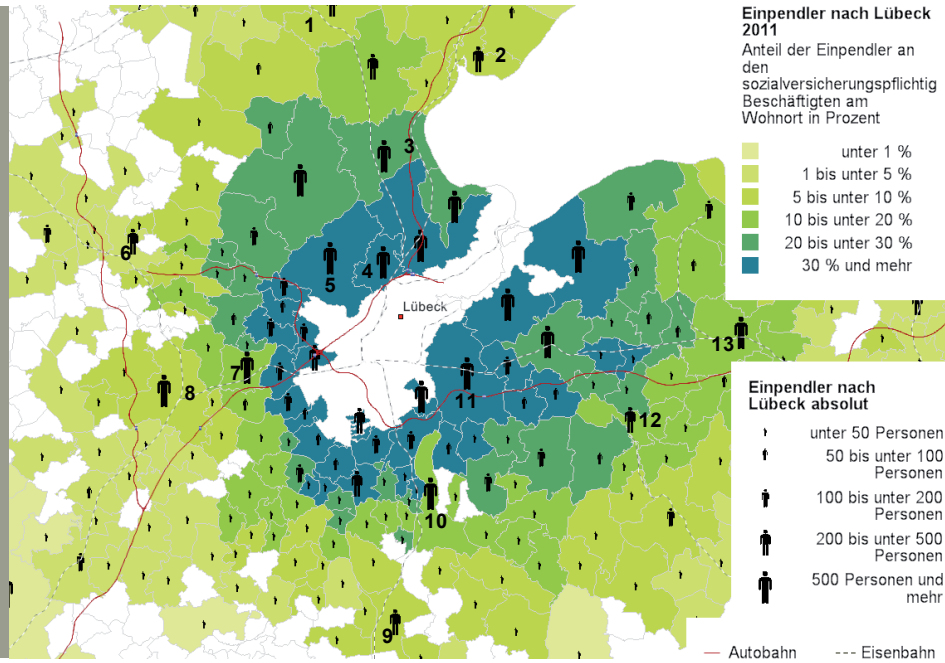 Einpendler nach Lübeck
2011
Anteil der Einpendler an
den
sozialversicherungspflichtig
Beschäftigten am
Wohnort in Prozent
unter 1 %
1 bis unter 5 %
5 bis unter 10 %
10 bis unter 20 %
20 bis unter 30 %
30 % und mehr
1
2
3
6
4
5
Lübeck
13
7
8
11
12
10
9
Einpendler nach
Lübeck absolut
unter 50 Personen
50 bis unter 100
Personen
100 bis unter 200
Personen
200 bis unter 500
Personen
500 Personen und
mehr
Autobahn
Eisenbahn